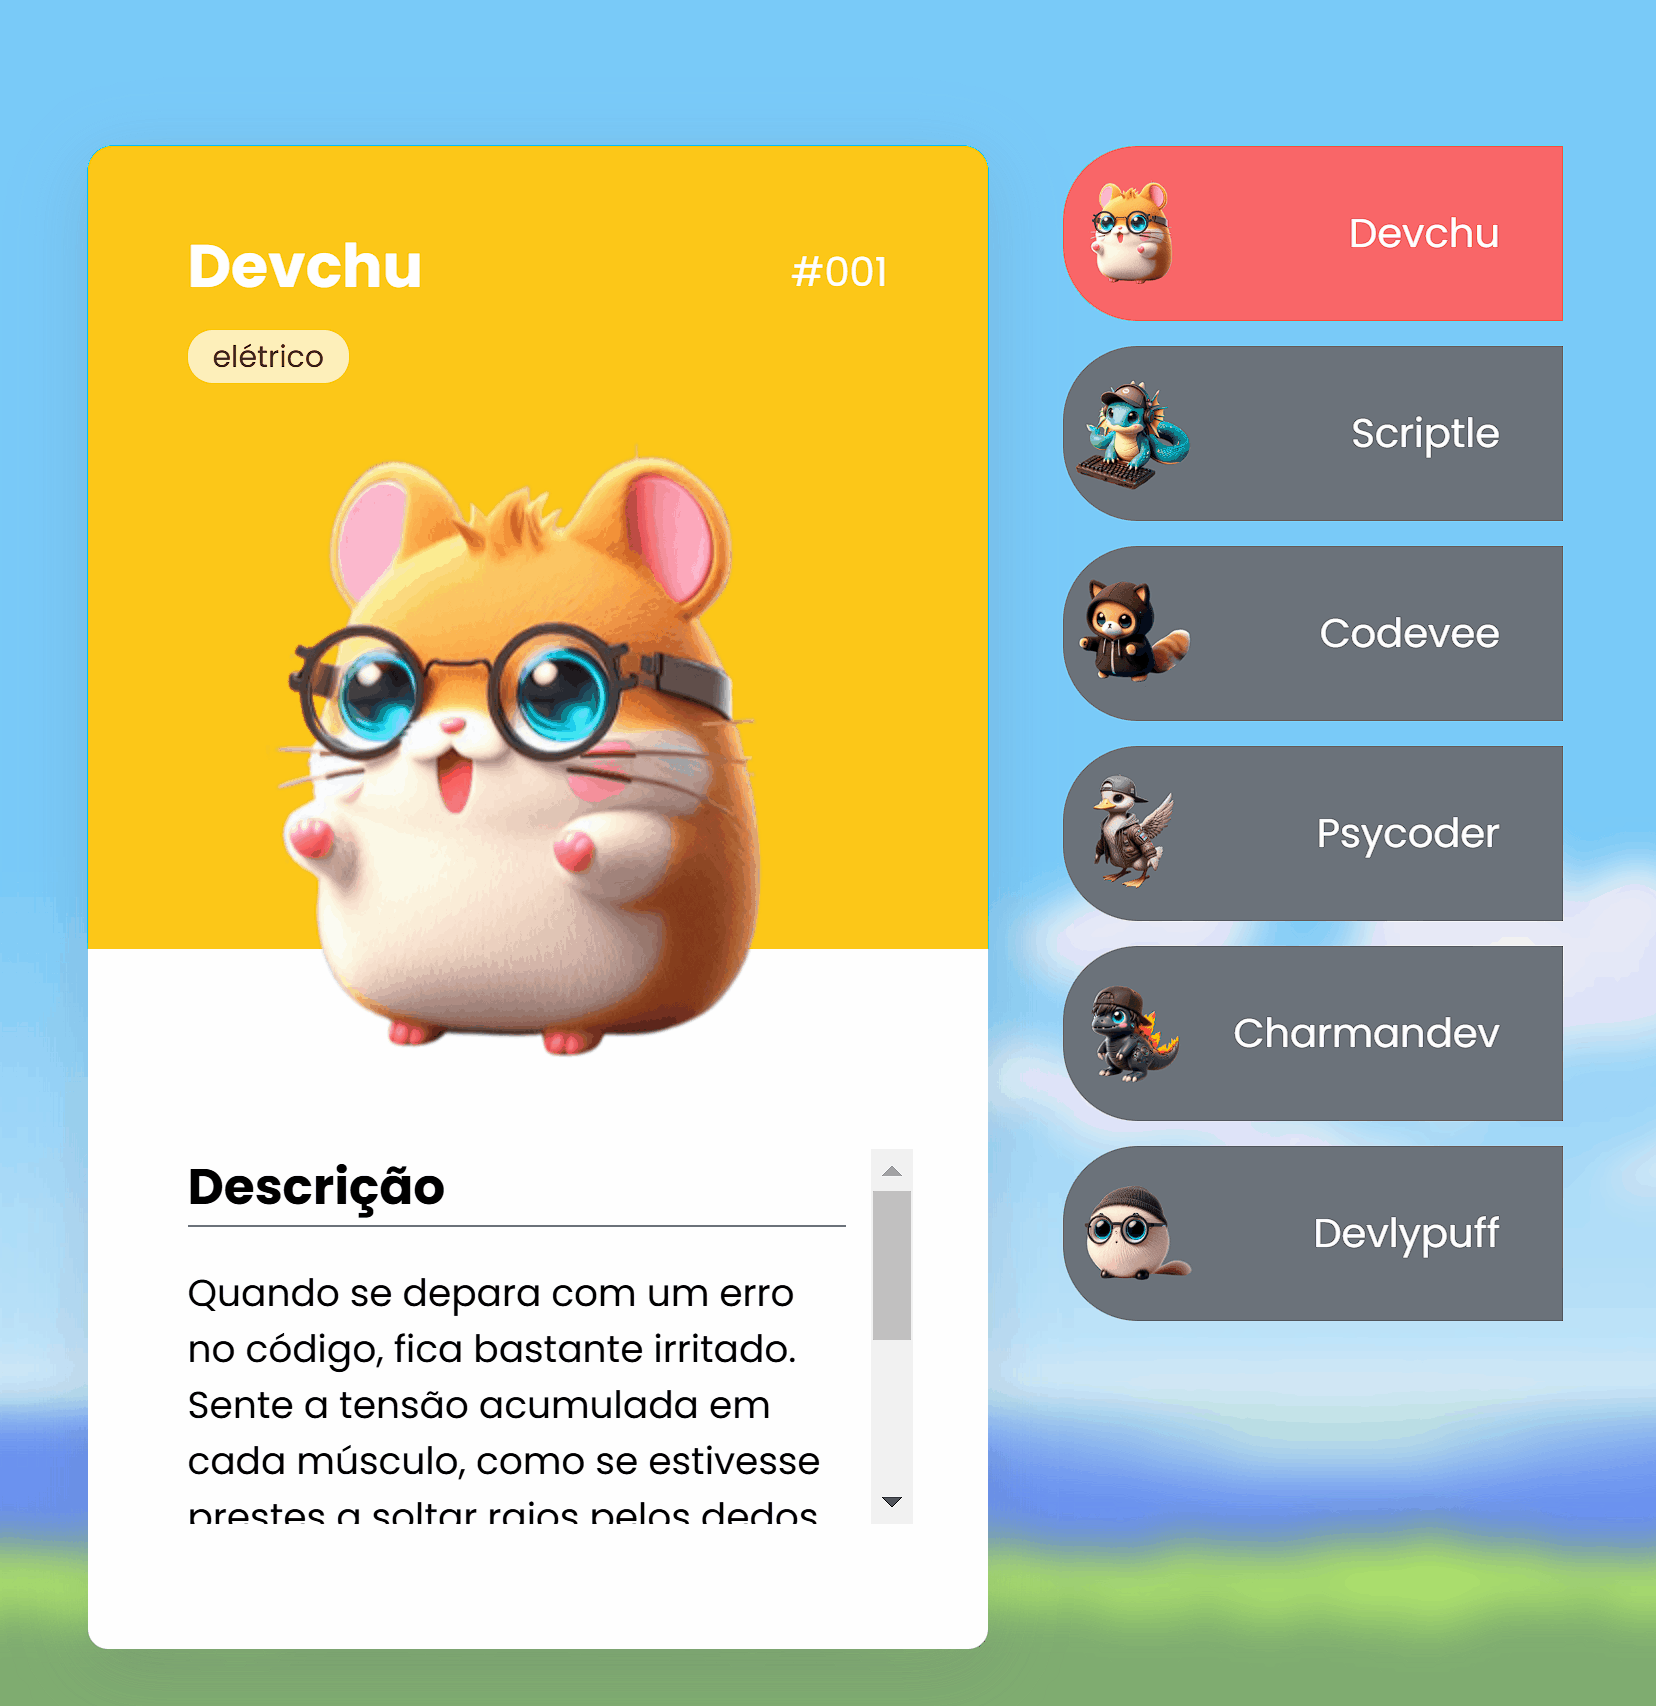 Devchu
#001
elétrico
Descrição
Quando se depara com um erro
no código, fica bastante irritado.
Sente a tensão acumulada em
cada músculo, como se estivesse
prestes a soltar raios pelos dedos
Devchu
Scriptle
Codevee
Psycoder
Charmandev
Devlypuff